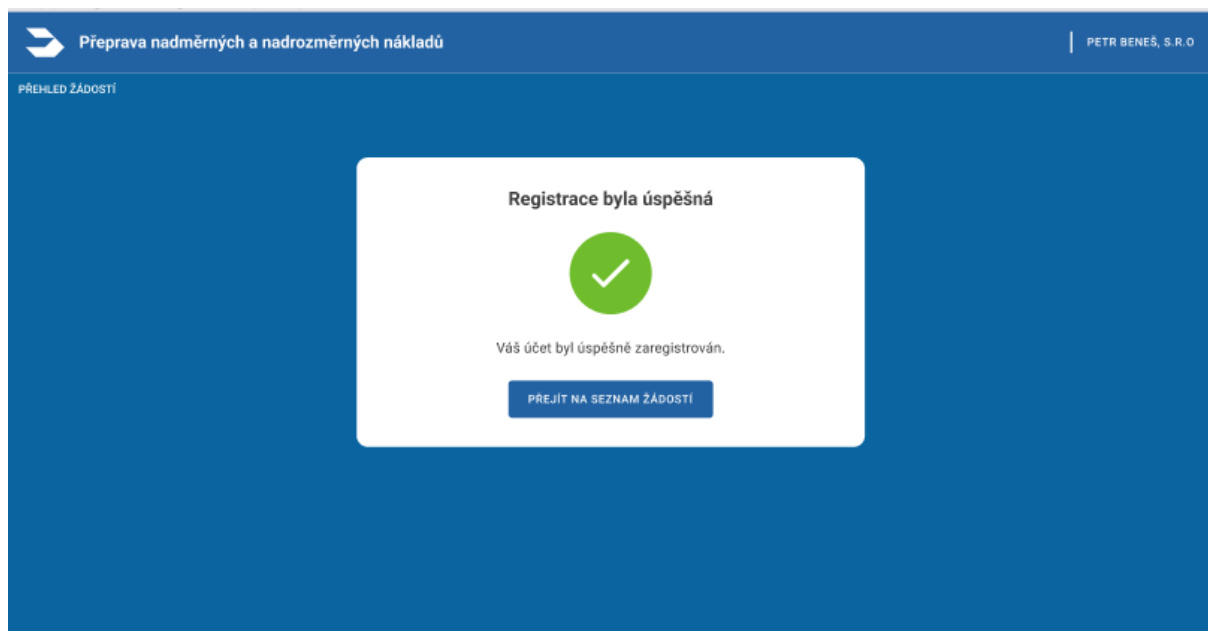 Přeprava nadměrných a nadrozměrných nákladů
PETR BENEŠ, S.R.O
PŘEHLED ŽÁDOSTÍ
Registrace byla úspěšná
Váš účet byl úspěšně zaregistrován.
PŘEJÍT NA SEZNAM ŽÁDOSTÍ